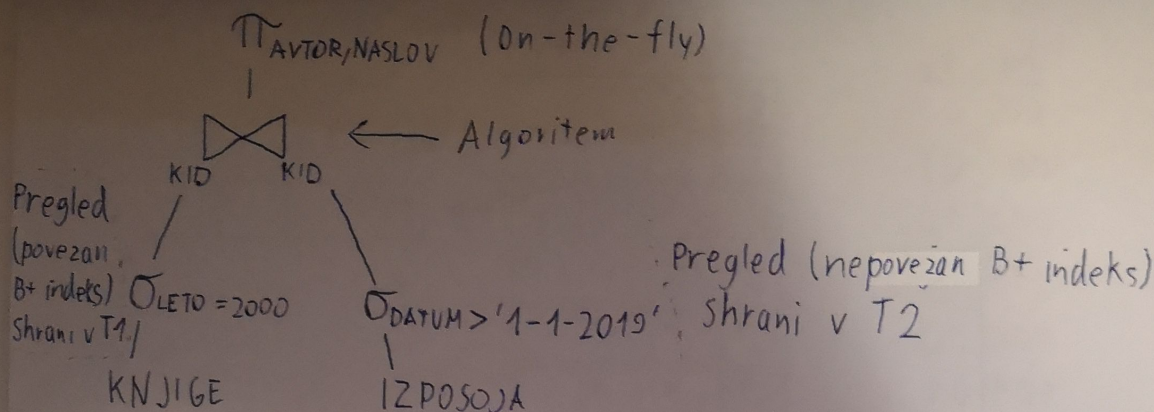 π AVTOR, NASLOV (On-the-fly)
← Algoritem
KID KID
Pregled
(povezan,
B+ indeks)
Shrani v T1
σ LETO = 2000
KNJIGE
σ DATUM > '1-1-2019'
IZPOSOJA
Pregled (nepovezan B+ indeks)
Shrani v T2